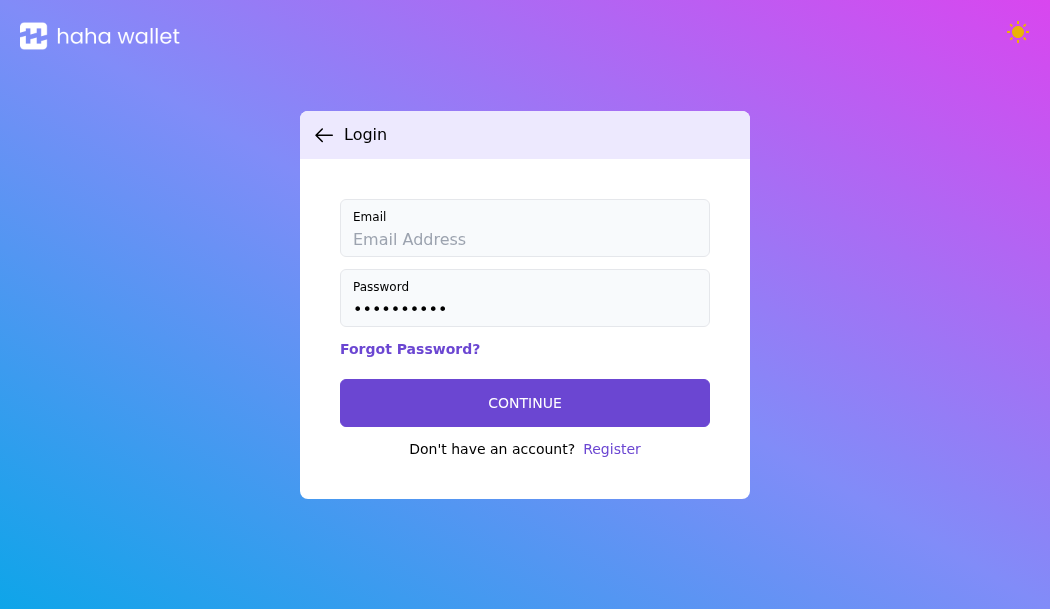 haha wallet
Login
Email
Email Address
Password
••••••••••
Forgot Password?
CONTINUE
Don't have an account? Register